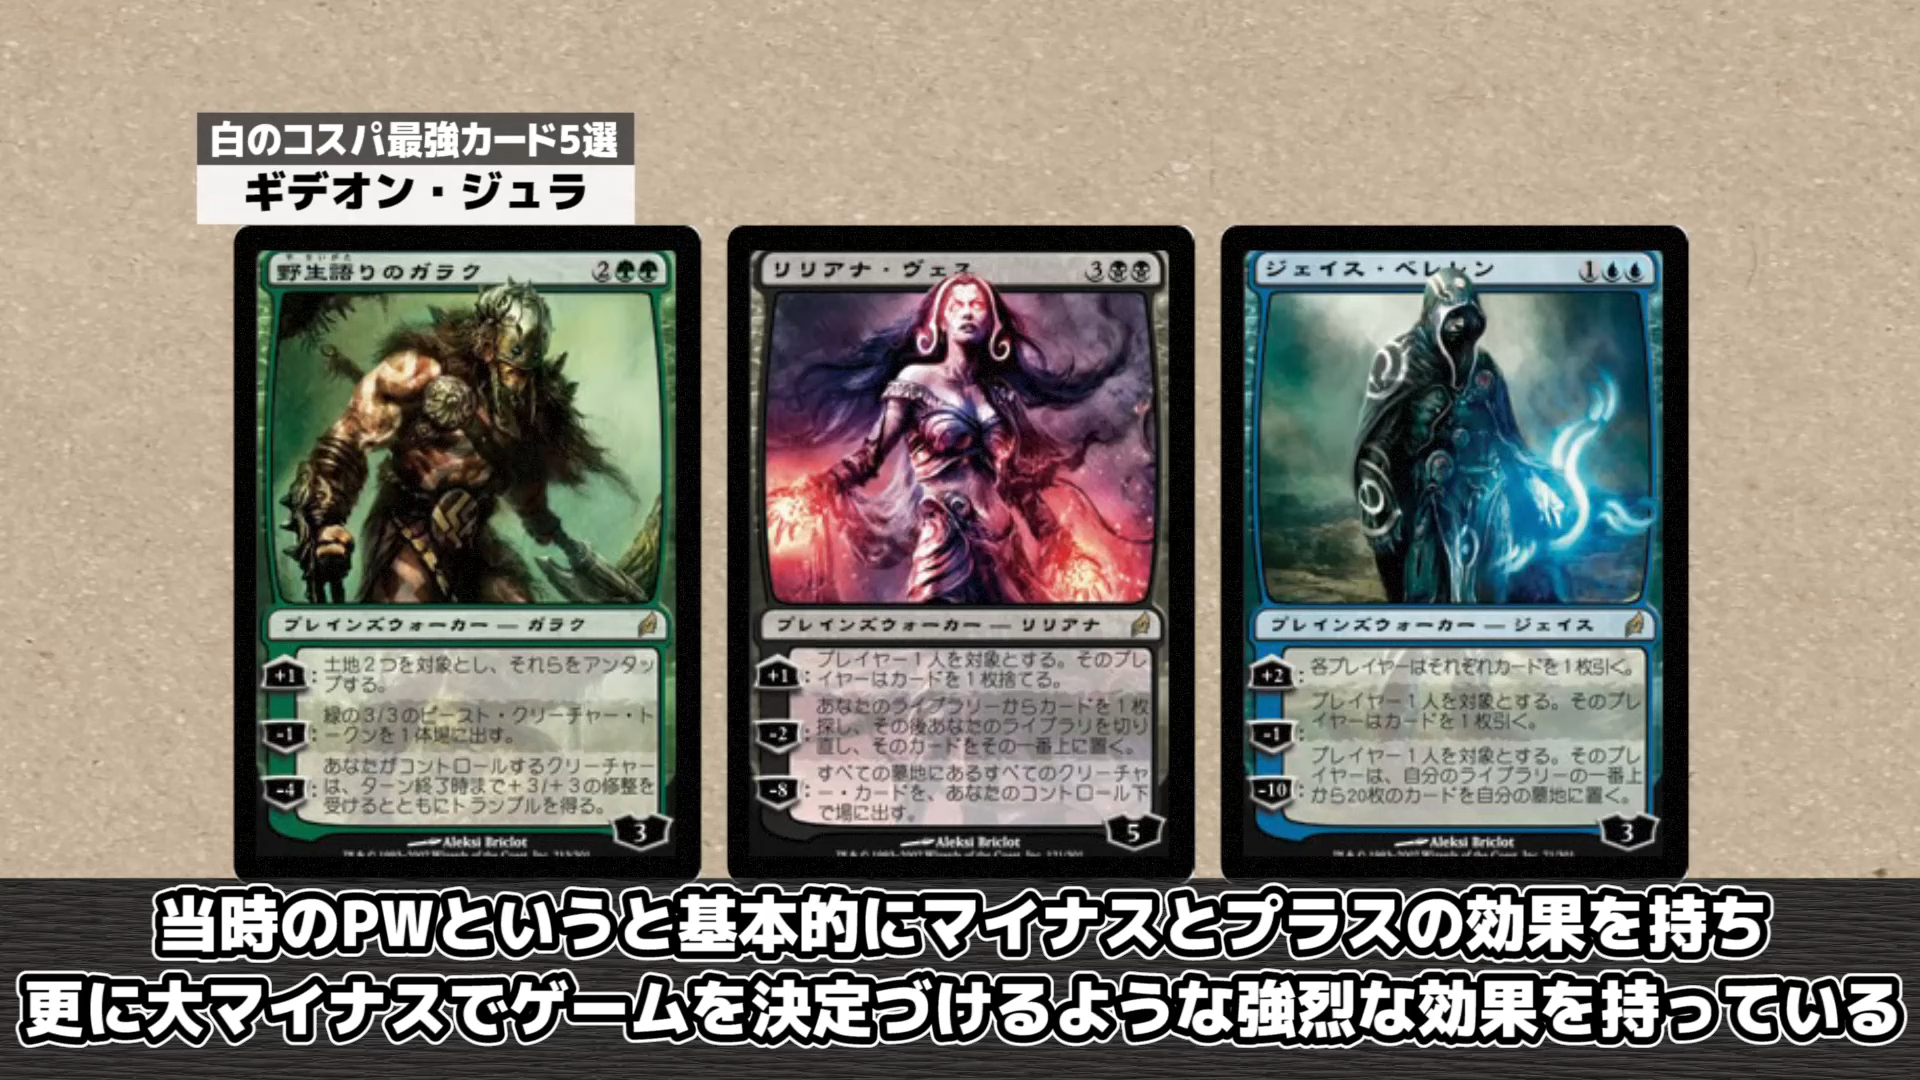 白のコスパ最強カード5選
ギデオン・ジュラ
野生語りのガラク 2
プレインズウォーカー — ガラク
+1: 土地2つを対象とし、それらをアンタッ
プする。
-1: 緑の3/3のビースト・クリーチャー・ト
ークンを1体場に出す。
-4: あなたがコントロールするクリーチャー
は、ターン終了時まで+3/+3の修整を
受けるとともにトランプルを得る。
3
Aleksi Briclot
リリアナ・ヴェス 3
プレインズウォーカー — リリアナ
+1: プレイヤー1人を対象とする。そのプレ
イヤーはカードを1枚捨てる。
-2: あなたのライブラリーからカードを1枚
探し、その後あなたのライブラリを切り
直し、そのカードをその一番上に置く。
-8: すべての墓地にあるすべてのクリーチャ
ー・カードを、あなたのコントロール下
で場に出す。
5
Aleksi Briclot
ジェイス・ベレレン 1
プレインズウォーカー — ジェイス
+2: 各プレイヤーはそれぞれカードを1枚引く。
-1: プレイヤー1人を対象とする。そのプレ
イヤーはカードを1枚引く。
-10: プレイヤー1人を対象とする。そのプレ
イヤーは、自分のライブラリーの一番上
から20枚のカードを自分の墓地に置く。
3
Aleksi Briclot
当時のPWというと基本的にマイナスとプラスの効果を持ち
更に大マイナスでゲームを決定づけるような強烈な効果を持っている